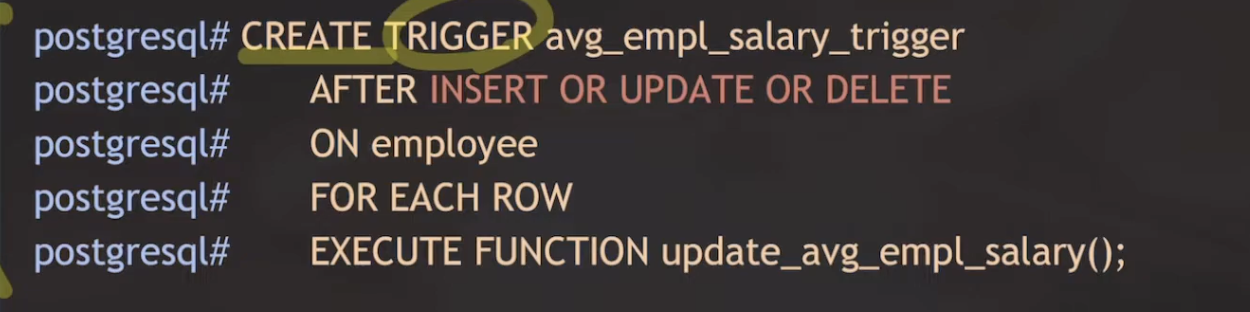 postgresql# CREATE TRIGGER avg_empl_salary_trigger
postgresql# AFTER INSERT OR UPDATE OR DELETE
postgresql# ON employee
postgresql# FOR EACH ROW
postgresql# EXECUTE FUNCTION update_avg_empl_salary();